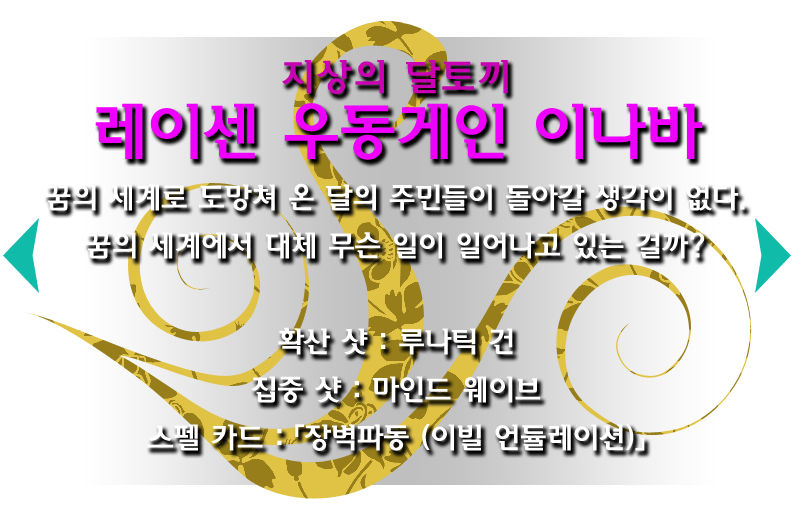 지상의 달토끼
레이센 우동게인 이나바
꿈의 세계로 도망쳐 온 달의 주민들이 돌아갈 생각이 없다.
꿈의 세계에서 대체 무슨 일이 일어나고 있는 걸까?
확산 샷 : 루나틱 건
집중 샷 : 마인드 웨이브
스펠 카드 : 「장벽파동 (이빌 언듈레이션)」